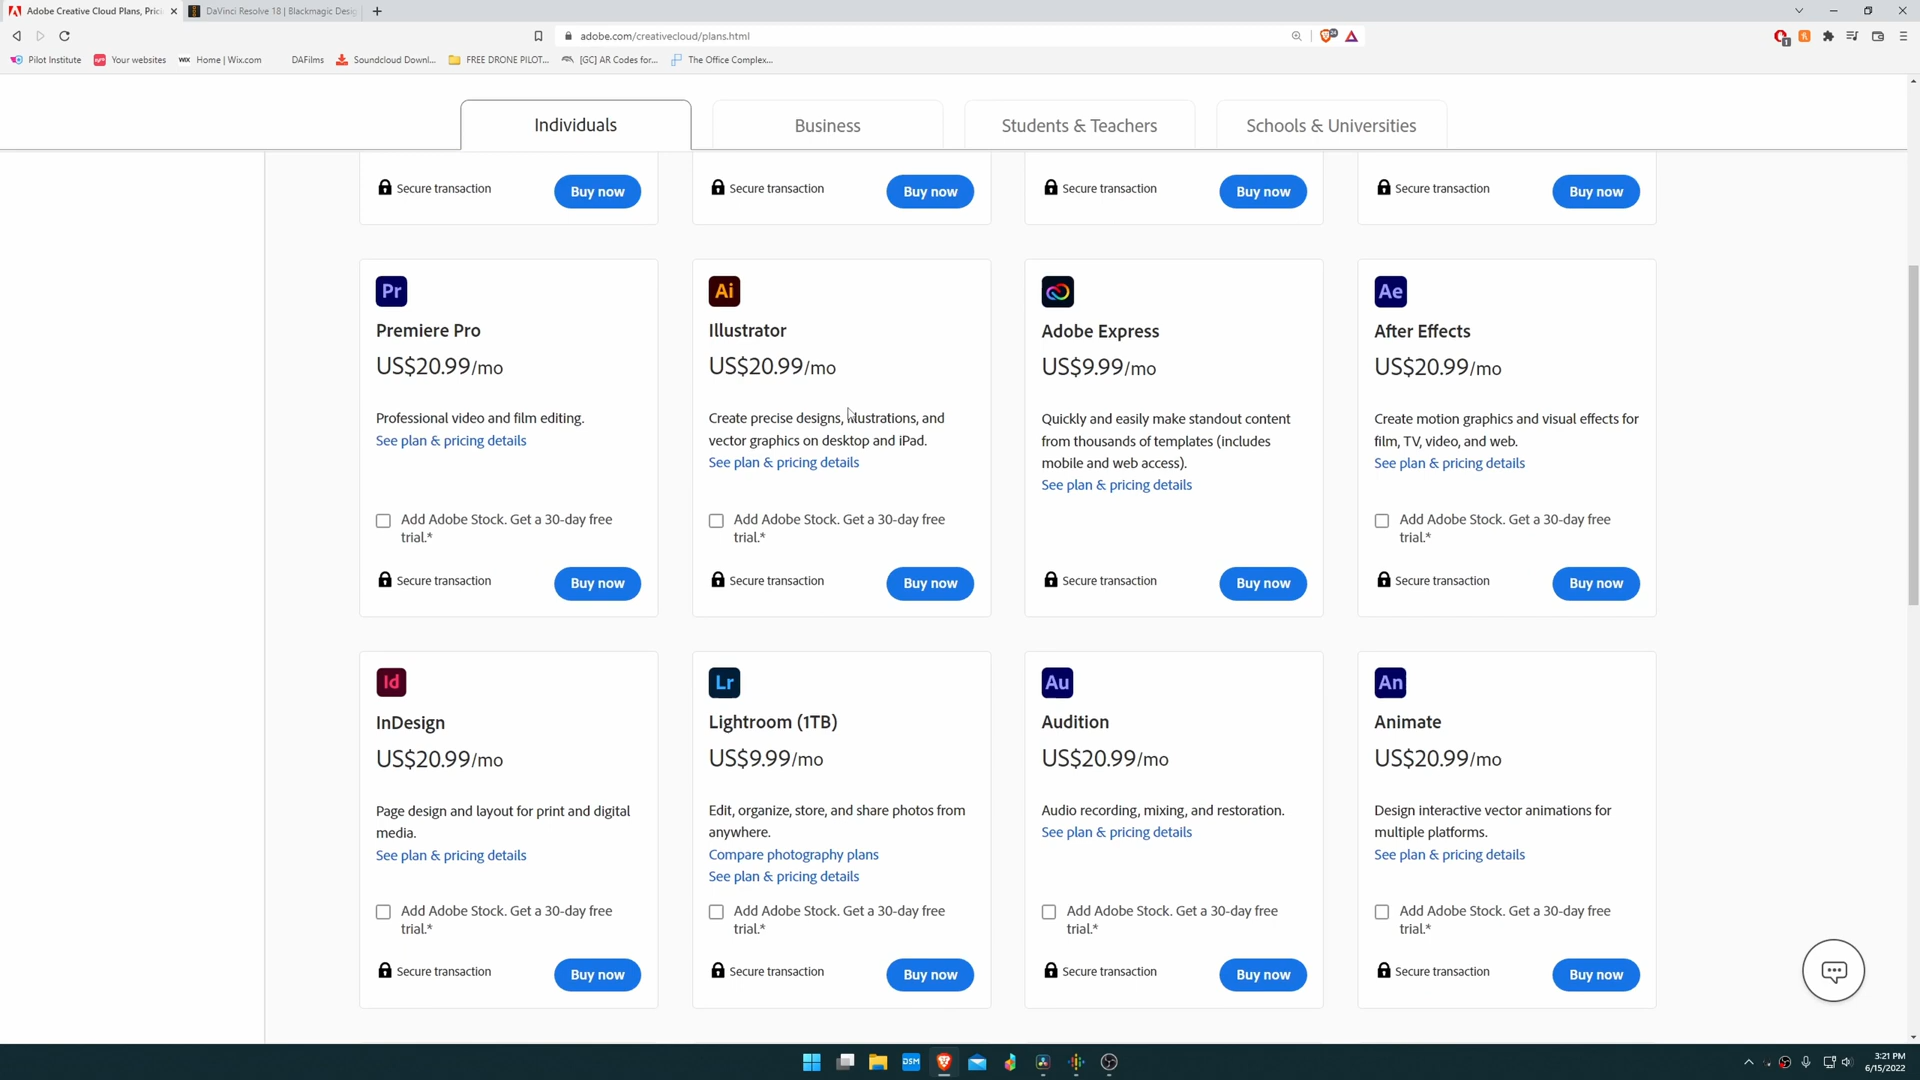 Adobe Creative Cloud Plans, Prici
DaVinci Resolve 18 | Blackmagic Desig
adobe.com/creativecloud/plans.html
24
1
Pilot Institute
Your websites
WIX Home | Wix.com
DAFilms
Soundcloud Downl...
FREE DRONE PILOT...
[GC] AR Codes for...
The Office Complex...
Individuals
Business
Students & Teachers
Schools & Universities
Secure transaction Buy now
Secure transaction Buy now
Secure transaction Buy now
Secure transaction Buy now
Pr
Premiere Pro
US$20.99/mo
Professional video and film editing.
See plan & pricing details
Add Adobe Stock. Get a 30-day free
trial.*
Secure transaction Buy now
Ai
Illustrator
US$20.99/mo
Create precise designs, illustrations, and
vector graphics on desktop and iPad.
See plan & pricing details
Add Adobe Stock. Get a 30-day free
trial.*
Secure transaction Buy now
Adobe Express
US$9.99/mo
Quickly and easily make standout content
from thousands of templates (includes
mobile and web access).
See plan & pricing details
Secure transaction Buy now
Ae
After Effects
US$20.99/mo
Create motion graphics and visual effects for
film, TV, video, and web.
See plan & pricing details
Add Adobe Stock. Get a 30-day free
trial.*
Secure transaction Buy now
Id
InDesign
US$20.99/mo
Page design and layout for print and digital
media.
See plan & pricing details
Add Adobe Stock. Get a 30-day free
trial.*
Secure transaction Buy now
Lr
Lightroom (1TB)
US$9.99/mo
Edit, organize, store, and share photos from
anywhere.
Compare photography plans
See plan & pricing details
Add Adobe Stock. Get a 30-day free
trial.*
Secure transaction Buy now
Au
Audition
US$20.99/mo
Audio recording, mixing, and restoration.
See plan & pricing details
Add Adobe Stock. Get a 30-day free
trial.*
Secure transaction Buy now
An
Animate
US$20.99/mo
Design interactive vector animations for
multiple platforms.
See plan & pricing details
Add Adobe Stock. Get a 30-day free
trial.*
Secure transaction Buy now
DSM
3:21 PM
6/15/2022